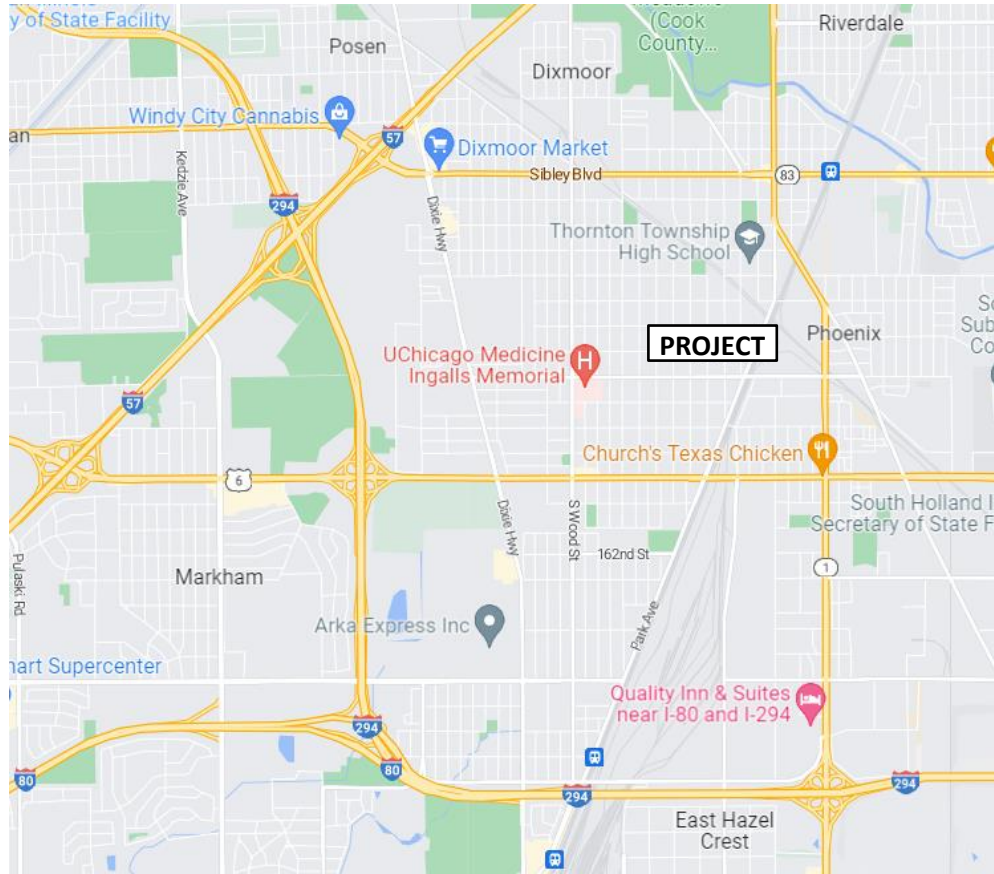 y of State Facility
Posen
(Cook
County...
Riverdale
Dixmoor
Windy City Cannabis
57
Dixmoor Market
an
Kedzie Ave
Sibley Blvd
83
294
Dixie Hwy
Thornton Township
High School
PROJECT
Phoenix
UChicago Medicine
Ingalls Memorial
H
57
Church's Texas Chicken
6
Dixie Hwy
S Wood St
South Holland I
Secretary of State F
162nd St
Pulaski Rd
Markham
1
Arka Express Inc
Park Ave
nart Supercenter
Quality Inn & Suites
near I-80 and I-294
294
80
80
294
294
East Hazel
Crest